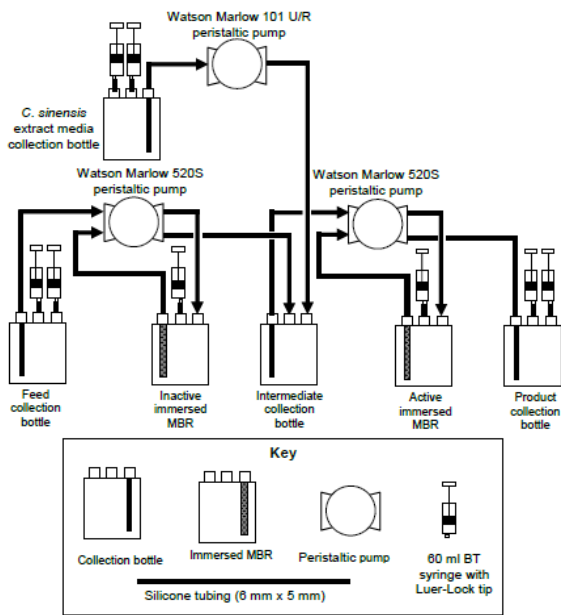 Watson Marlow 101 U/R
peristaltic pump
C. sinensis
extract media
collection bottle
Watson Marlow 520S
peristaltic pump
Watson Marlow 520S
peristaltic pump
Feed
collection
bottle
Inactive
immersed
MBR
Intermediate
collection
bottle
Active
immersed
MBR
Product
collection
bottle
Key
Collection bottle
Immersed MBR
Peristaltic pump
60 ml BT
syringe with
Luer-Lock tip
Silicone tubing (6 mm x 5 mm)